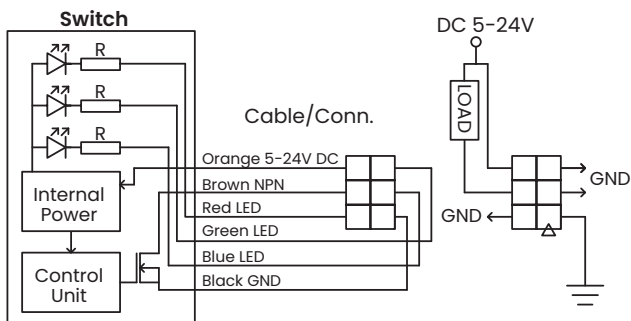 Switch
DC 5-24V
R
R
R
LOAD
Cable/Conn.
Orange 5-24V DC
Brown NPN
Red LED
Green LED
Blue LED
Black GND
Internal
Power
Control
Unit
GND
GND